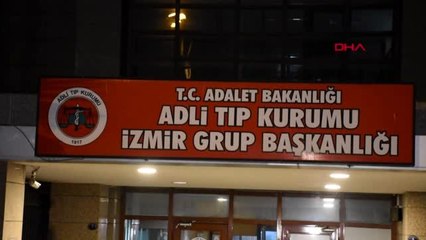 DHA
T.C. ADALET BAKANLIĞI
ADLİ TIP KURUMU
İZMİR GRUP BAŞKANLIĞI
ADLİ TIP KURUMU
1917